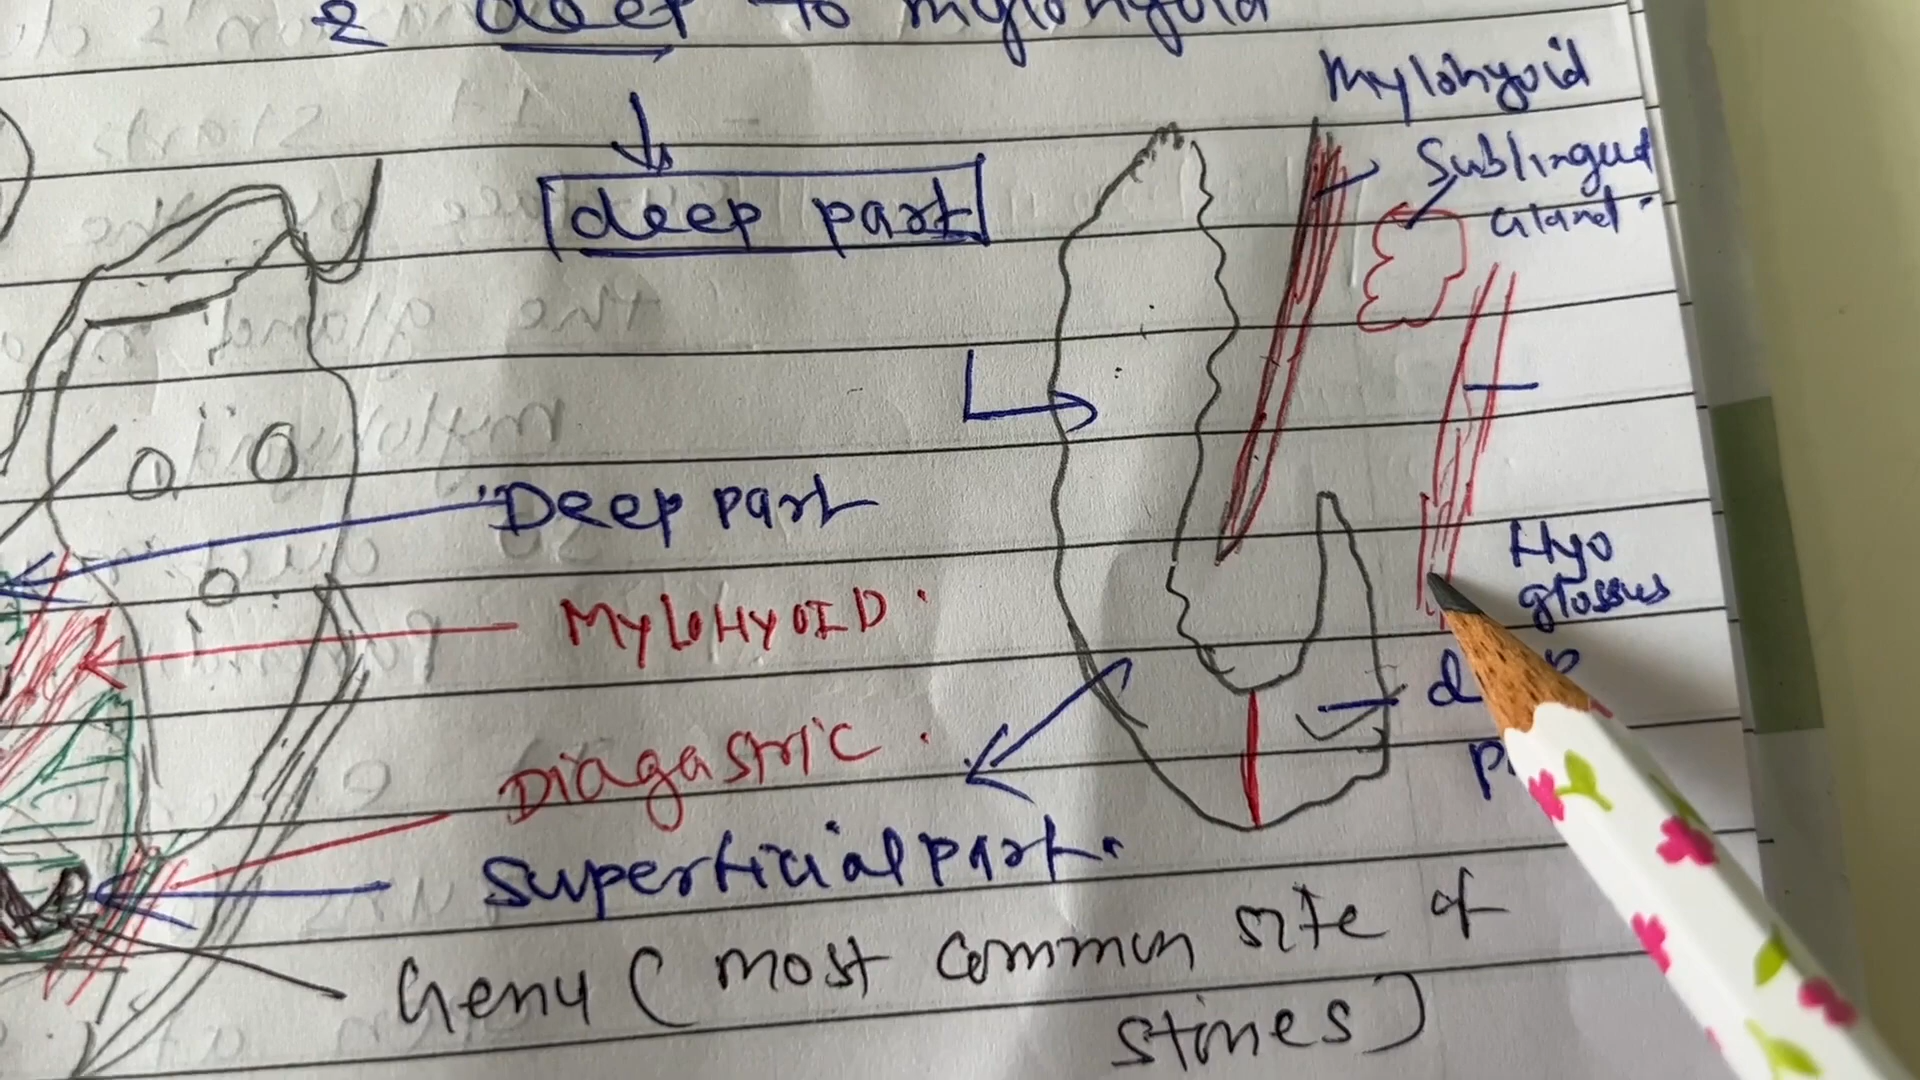 & deep to mylohyoid
mylohyoid
Sublingual
Gland.
deep part
Deep part
Hyo
glossus
MyloHyoID.
Diagastric.
superficial part.
Genu (most common site of
stones)